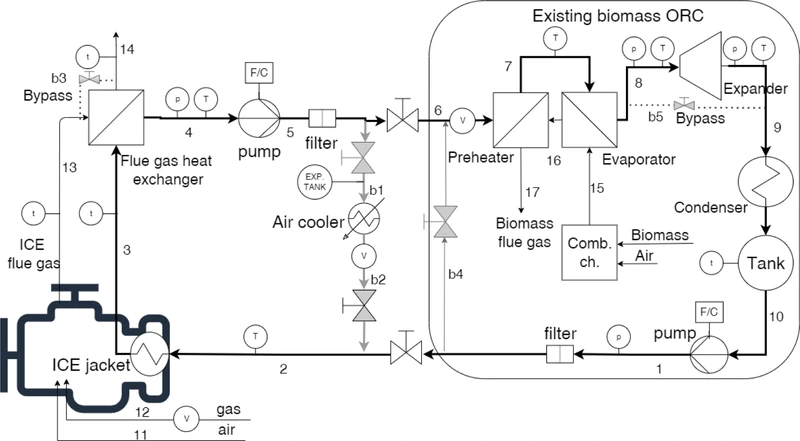 Existing biomass ORC
14
t
b3
Bypass
p
T
F/C
4
pump
5
filter
6
V
7
T
p
T
8
p
T
Expander
b5
Bypass
9
Flue gas heat
exchanger
13
Preheater
16
Evaporator
EXP.
TANK
b1
17
15
Condenser
t
t
ICE
flue gas
3
Air cooler
V
b2
b4
Biomass
flue gas
Comb.
ch.
Biomass
Air
t
Tank
F/C
10
T
2
filter
p
pump
1
ICE jacket
12
V
gas
11
air